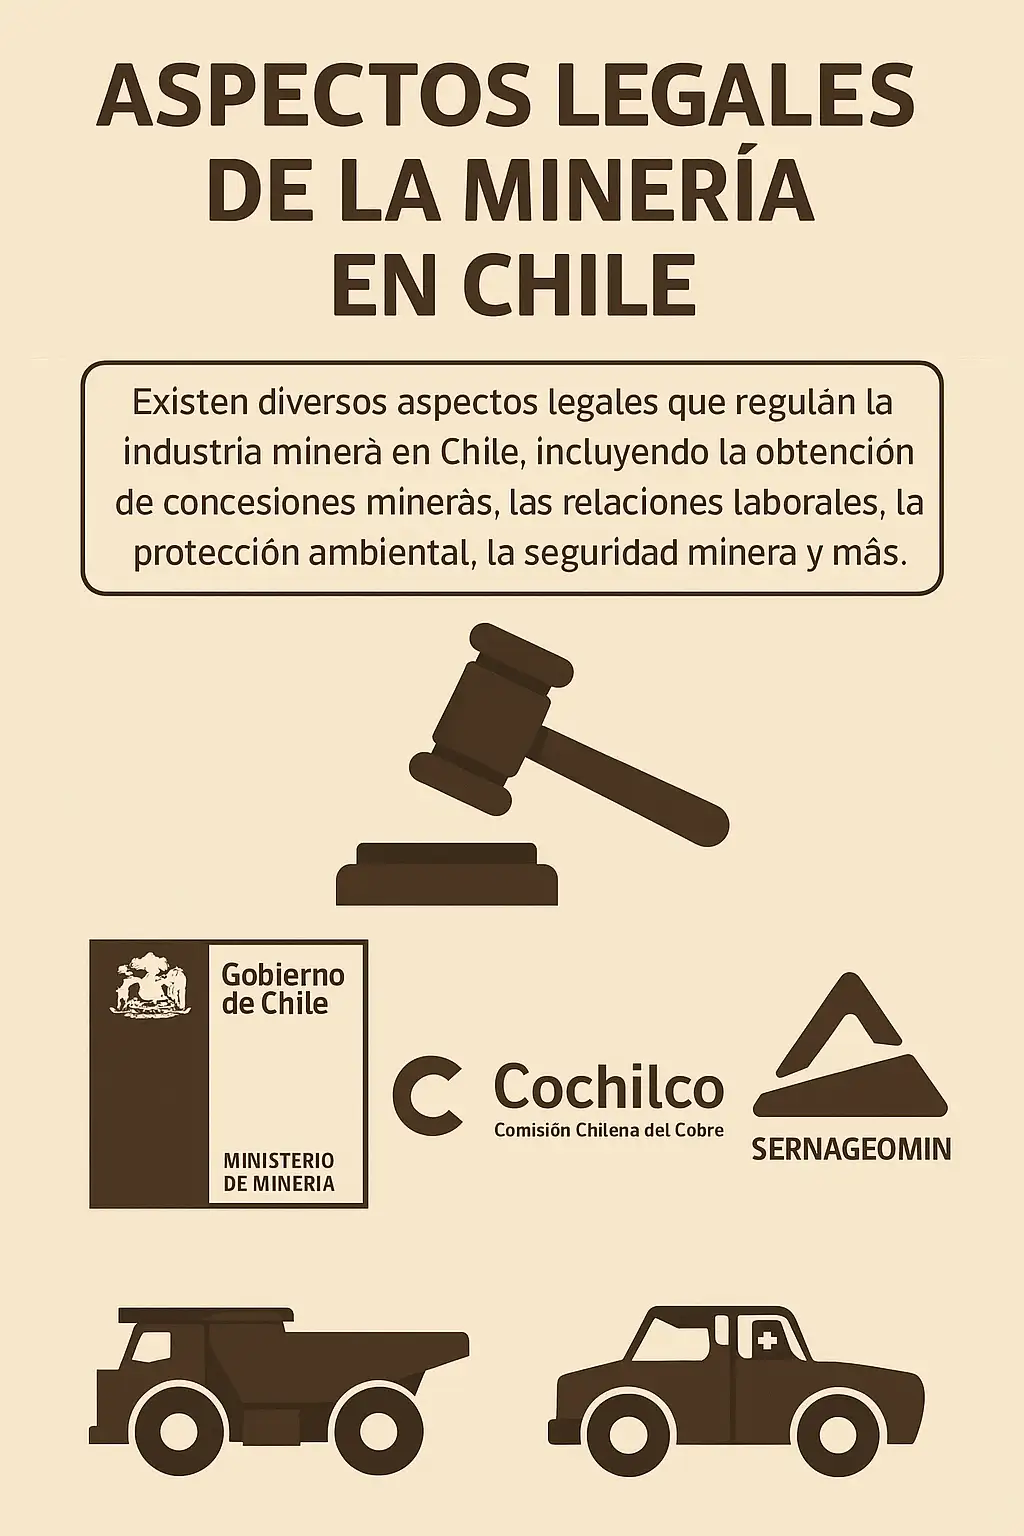 ASPECTOS LEGALES
DE LA MINERÍA
EN CHILE
Existen diversos aspectos legales que regulán la
industria minerà en Chile, incluyendo la obtención
de concesiones mineràs, las relaciones laborales, la
protección ambiental, la seguridad minera y mâs.
Gobierno
de Chile
MINISTERIO
DE MINERIA
C Cochilco
Comisión Chilena del Cobre
SERNAGEOMIN